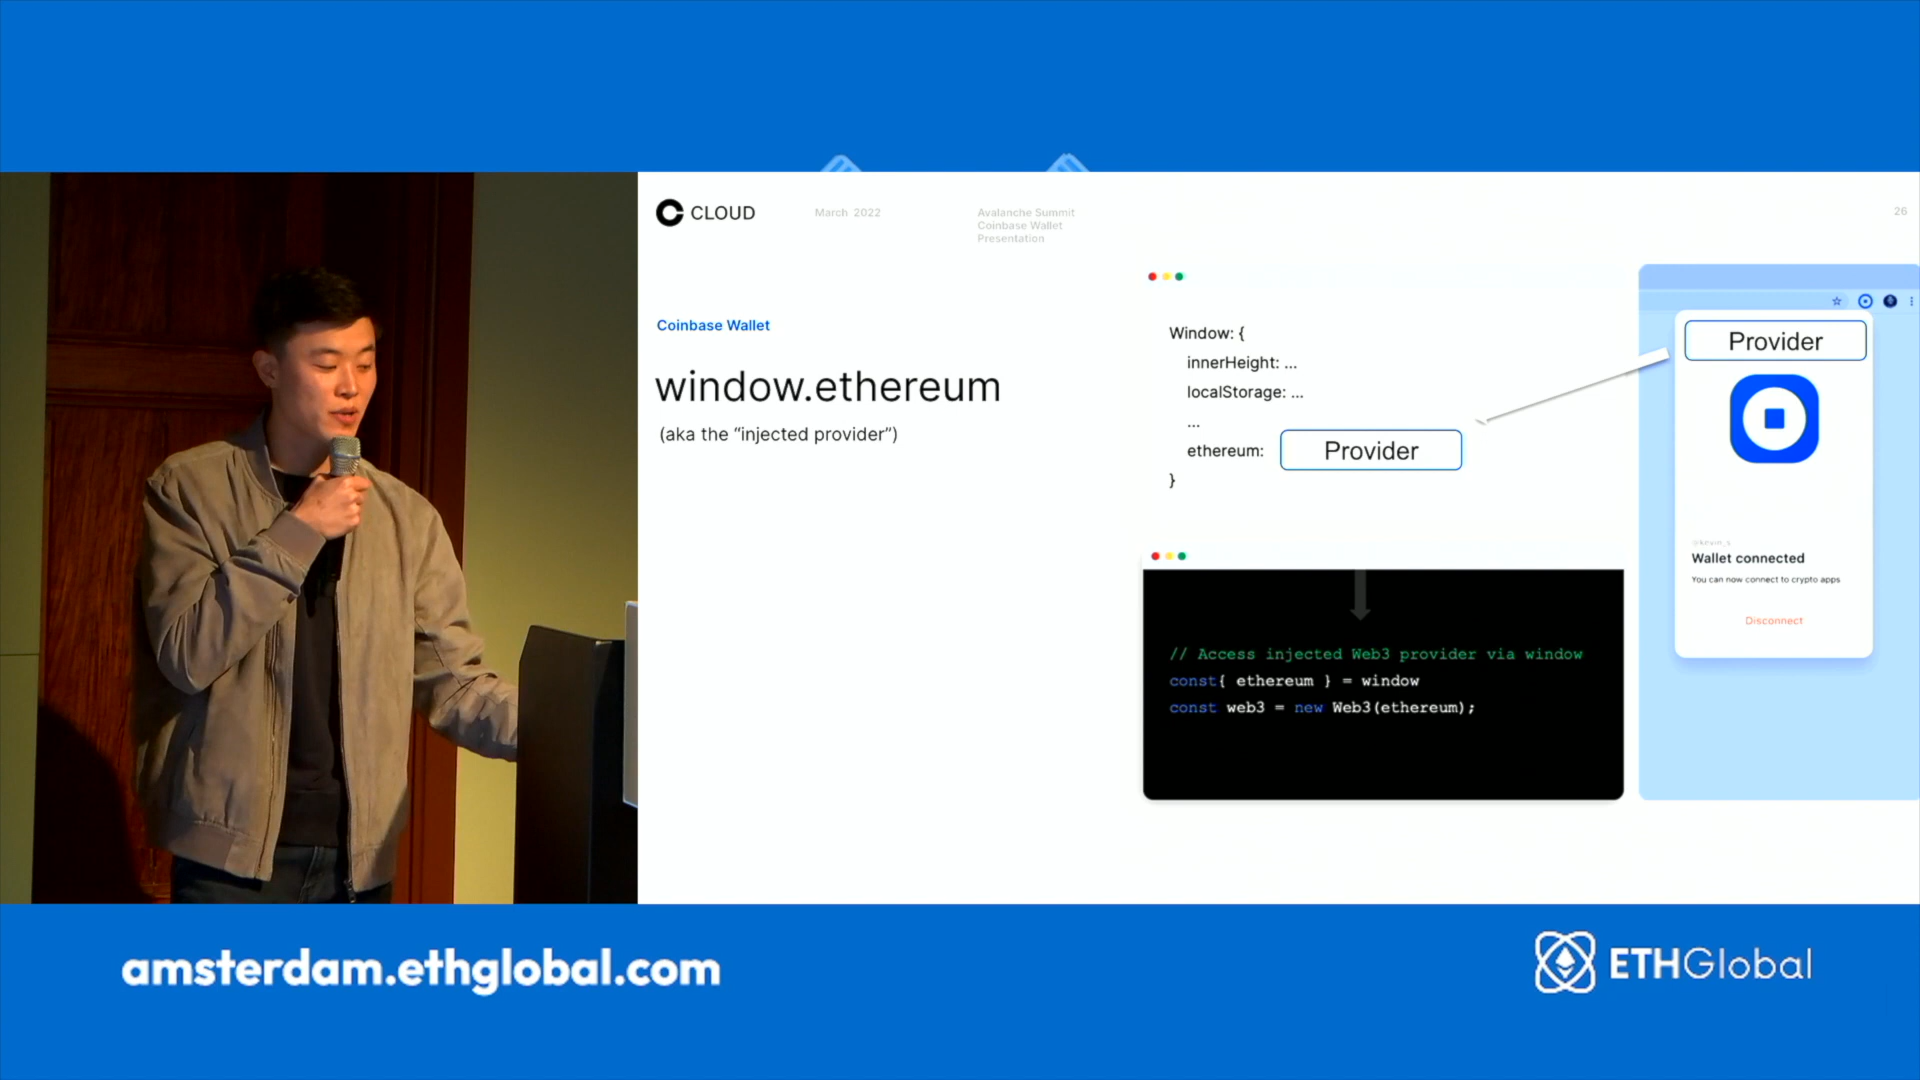 CLOUD
March 2022
Avalanche Summit
Coinbase Wallet
Presentation
26
Coinbase Wallet
window.ethereum
(aka the “injected provider”)
Window: {
innerHeight: ...
localStorage: ...
...
ethereum:
Provider
}
// Access injected Web3 provider via window
const{ ethereum } = window
const web3 = new Web3(ethereum);
Provider
@kevin_s
Wallet connected
You can now connect to crypto apps
Disconnect
amsterdam.ethglobal.com
ETHGlobal